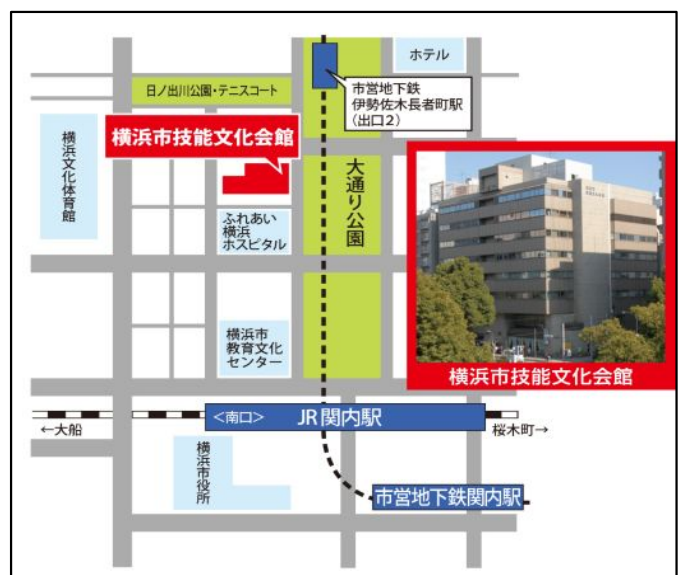 ホテル
日ノ出川公園・テニスコート
市営地下鉄
伊勢佐木長者町駅
（出口２）
横浜文化体育館
横浜市技能文化会館
大通り公園
ふれあい
横浜
ホスピタル
横浜市
教育文化
センター
横浜市技能文化会館
＜南口＞ JR関内駅
←大船
桜木町→
横浜市役所
市営地下鉄関内駅